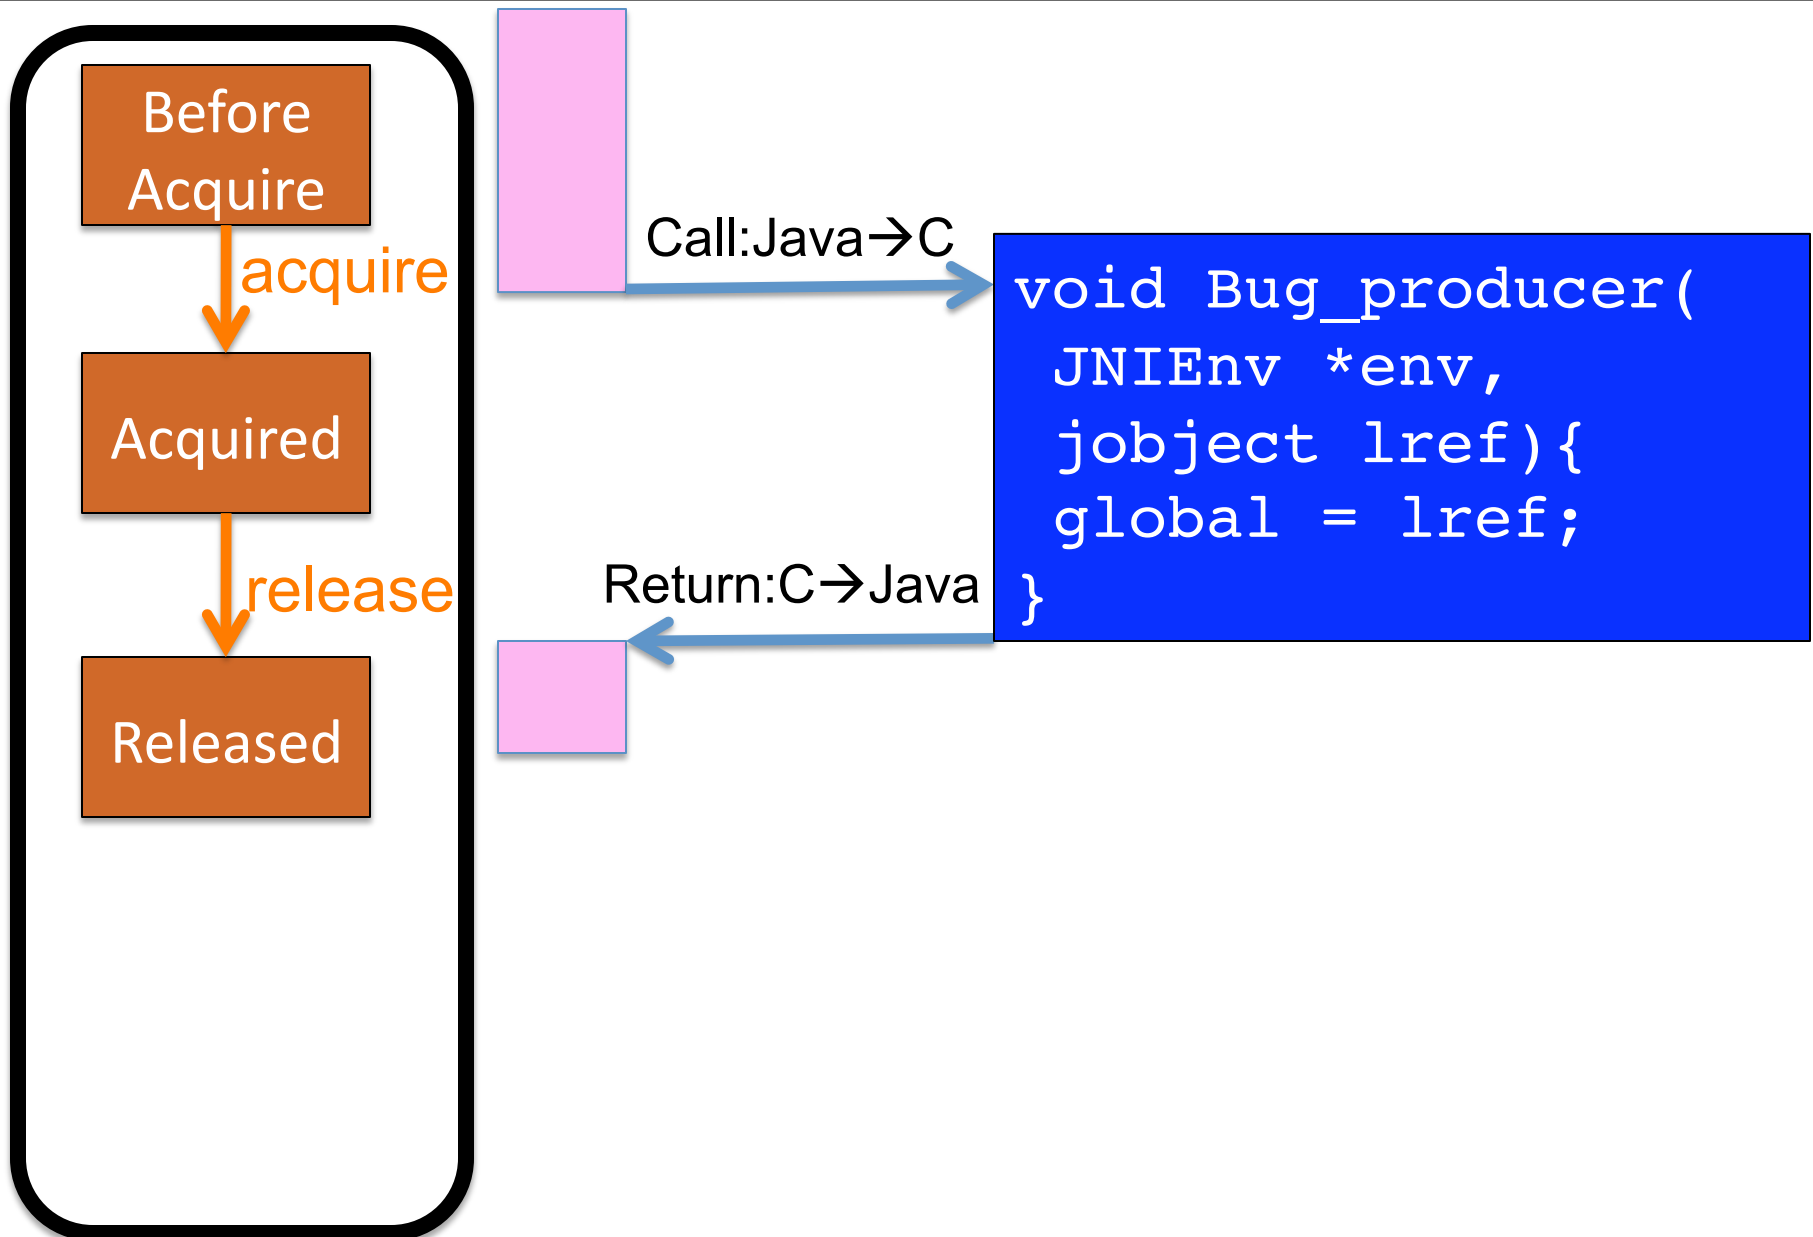 Before
Acquire
acquire
Acquired
release
Released
Call:Java→C
void Bug_producer(
JNIEnv *env,
jobject lref){
global = lref;
}
Return:C→Java